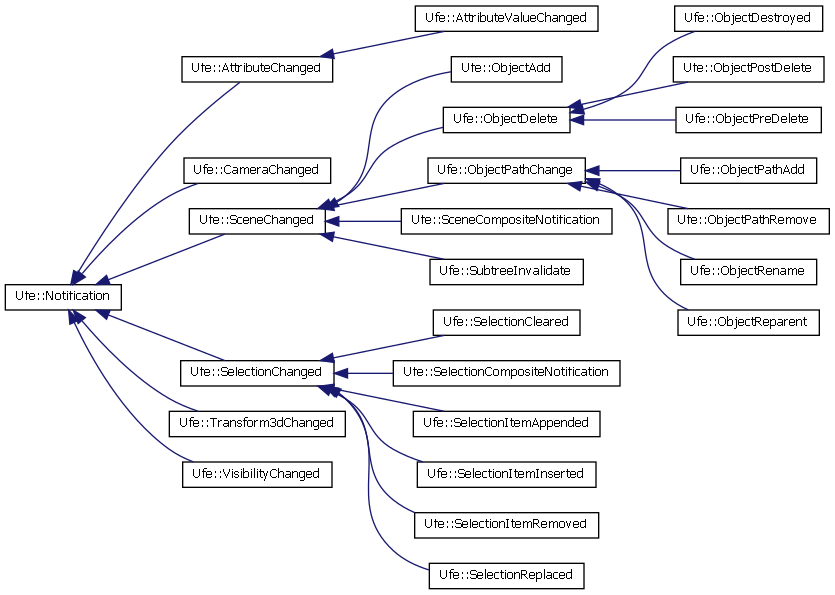 Ufe::AttributeValueChanged
Ufe::ObjectDestroyed
Ufe::AttributeChanged
Ufe::ObjectAdd
Ufe::ObjectPostDelete
Ufe::ObjectDelete
Ufe::ObjectPreDelete
Ufe::CameraChanged
Ufe::ObjectPathChange
Ufe::ObjectPathAdd
Ufe::SceneChanged
Ufe::SceneCompositeNotification
Ufe::ObjectPathRemove
Ufe::SubtreeInvalidate
Ufe::ObjectRename
Ufe::Notification
Ufe::SelectionCleared
Ufe::ObjectReparent
Ufe::SelectionChanged
Ufe::SelectionCompositeNotification
Ufe::Transform3dChanged
Ufe::SelectionItemAppended
Ufe::VisibilityChanged
Ufe::SelectionItemInserted
Ufe::SelectionItemRemoved
Ufe::SelectionReplaced